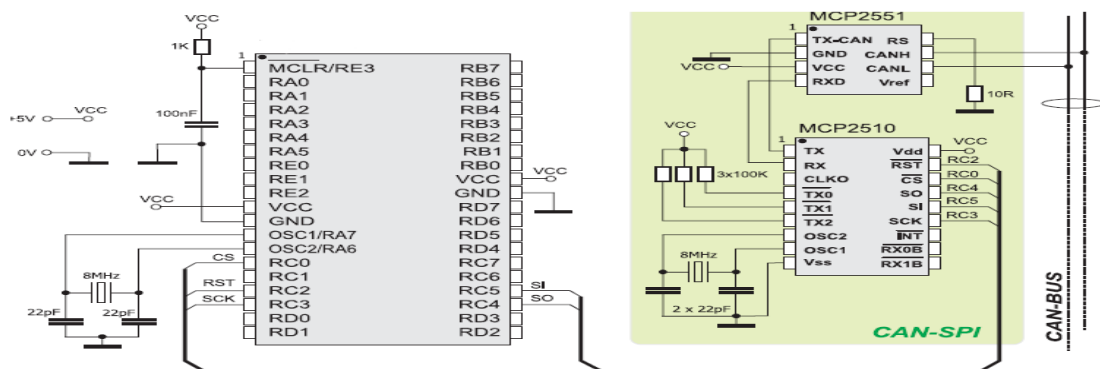 VCC
1K
1
100nF
+5V
VCC
0V
VCC
MCLR/RE3
RA0
RA1
RA2
RA3
RA4
RA5
RE0
RE1
RE2
VCC
GND
OSC1/RA7
OSC2/RA6
RC0
RC1
RC2
RC3
RD0
RD1
RB7
RB6
RB5
RB4
RB3
RB2
RB1
RB0
VCC
GND
RD7
RD6
RD5
RD4
RC7
RC6
RC5
RC4
RD3
RD2
VCC
CS
RST
SCK
SI
SO
8MHz
22pF
22pF
MCP2551
1
TX-CAN
GND
VCC
RXD
RS
CANH
CANL
Vref
VCC
10R
MCP2510
VCC
1
3x100K
TX
RX
CLKO
TX0
TX1
TX2
OSC2
OSC1
Vss
Vdd
RST
CS
SO
SI
SCK
INT
RX0B
RX1B
VCC
RC2
RC0
RC4
RC5
RC3
8MHz
2 x 22pF
CAN-SPI
CAN-BUS